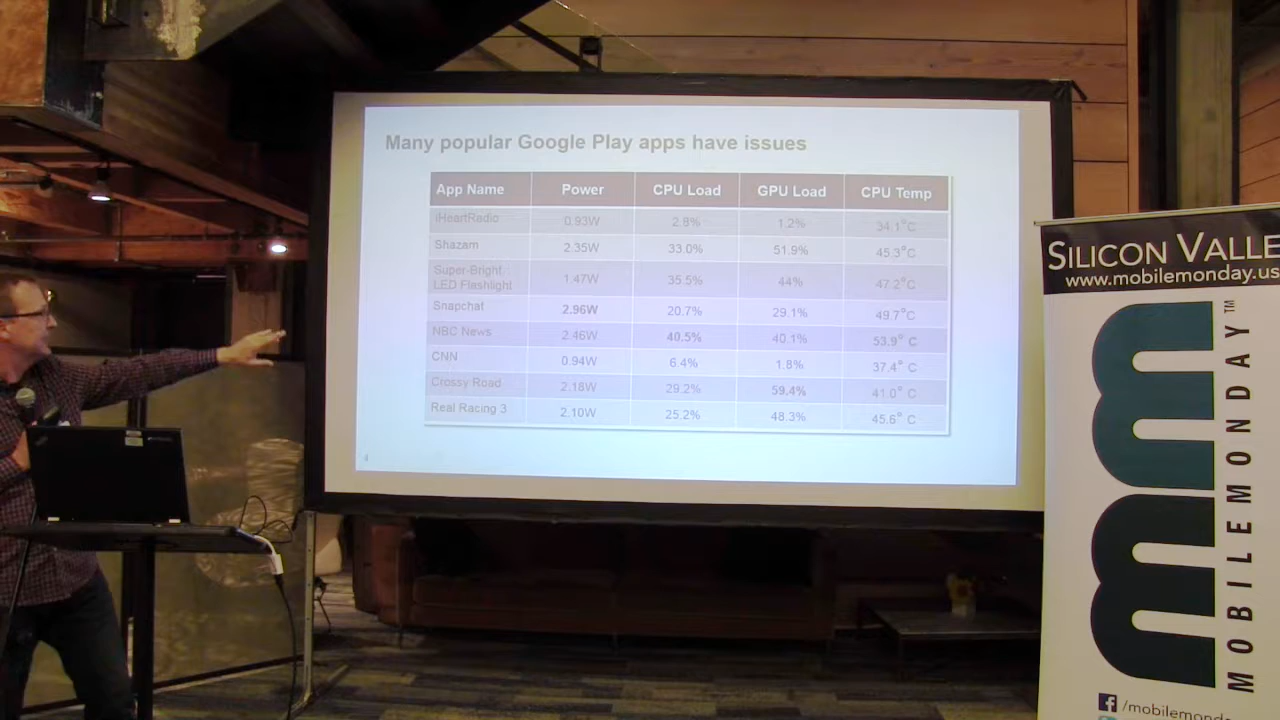 Many popular Google Play apps have issues
App Name Power CPU Load GPU Load CPU Temp
iHeartRadio 0.93W 2.8% 1.2% 34.1°C
Shazam 2.35W 33.0% 51.9% 45.3°C
Super-Bright
LED Flashlight 1.47W 35.5% 44% 47.2°C
Snapchat 2.96W 20.7% 29.1% 49.7°C
NBC News 2.46W 40.5% 40.1% 53.9° C
CNN 0.94W 6.4% 1.8% 37.4° C
Crossy Road 2.18W 29.2% 59.4% 41.0° C
Real Racing 3 2.10W 25.2% 48.3% 45.6° C
4
SILICON VALLE
www.mobilemonday.us
MOBILEMONDAY™
/mobilemonda